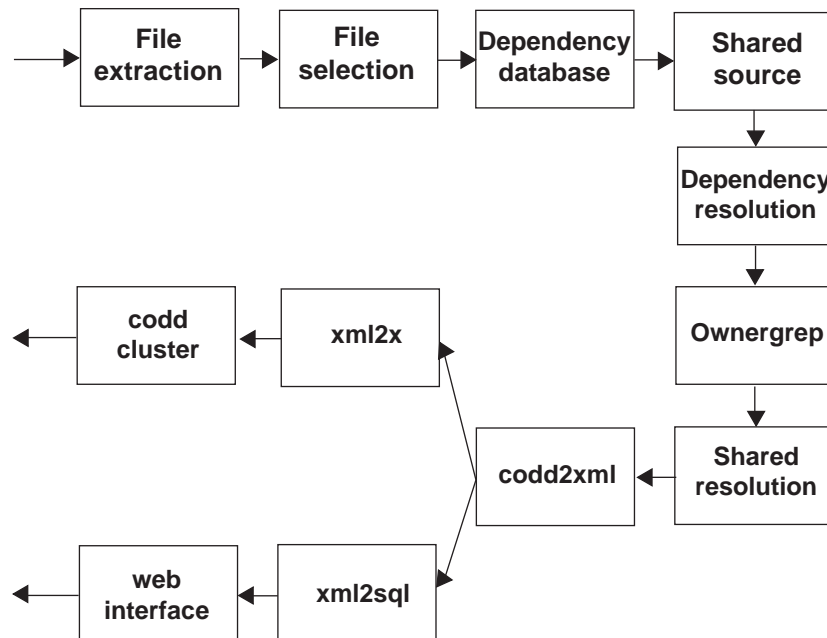 File
extraction
File
selection
Dependency
database
Shared
source
Dependency
resolution
Ownergrep
Shared
resolution
codd2xml
xml2x
codd
cluster
xml2sql
web
interface